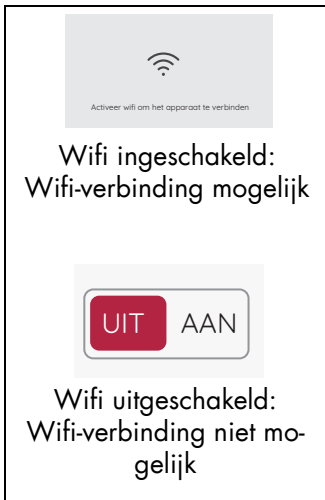 Activeer wifi om het apparaat te verbinden
Wifi ingeschakeld:
Wifi-verbinding mogelijk
UIT AAN
Wifi uitgeschakeld:
Wifi-verbinding niet mo-
gelijk